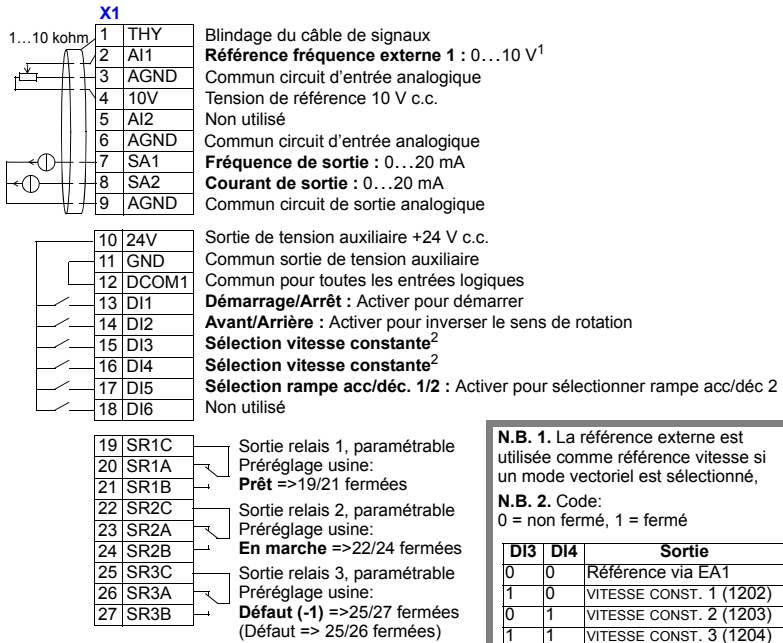 X1
1…10 kohm
1 THY Blindage du câble de signaux
2 AI1 Référence fréquence externe 1 : 0…10 V1
3 AGND Commun circuit d'entrée analogique
4 10V Tension de référence 10 V c.c.
5 AI2 Non utilisé
6 AGND Commun circuit d'entrée analogique
7 SA1 Fréquence de sortie : 0…20 mA
8 SA2 Courant de sortie : 0…20 mA
9 AGND Commun circuit de sortie analogique
10 24V Sortie de tension auxiliaire +24 V c.c.
11 GND Commun sortie de tension auxiliaire
12 DCOM1 Commun pour toutes les entrées logiques
13 DI1 Démarrage/Arrêt : Activer pour démarrer
14 DI2 Avant/Arrière : Activer pour inverser le sens de rotation
15 DI3 Sélection vitesse constante2
16 DI4 Sélection vitesse constante2
17 DI5 Sélection rampe acc/déc. 1/2 : Activer pour sélectionner rampe acc/déc 2
18 DI6 Non utilisé
19 SR1C Sortie relais 1, paramétrable
20 SR1A Préréglage usine:
21 SR1B Prêt =>19/21 fermées
22 SR2C Sortie relais 2, paramétrable
23 SR2A Préréglage usine:
24 SR2B En marche =>22/24 fermées
25 SR3C Sortie relais 3, paramétrable
26 SR3A Préréglage usine:
27 SR3B Défaut (-1) =>25/27 fermées
(Défaut => 25/26 fermées)
N.B. 1. La référence externe est
utilisée comme référence vitesse si
un mode vectoriel est sélectionné,
N.B. 2. Code:
0 = non fermé, 1 = fermé
DI3 DI4 Sortie
0 0 Référence via EA1
1 0 VITESSE CONST. 1 (1202)
0 1 VITESSE CONST. 2 (1203)
1 1 VITESSE CONST. 3 (1204)